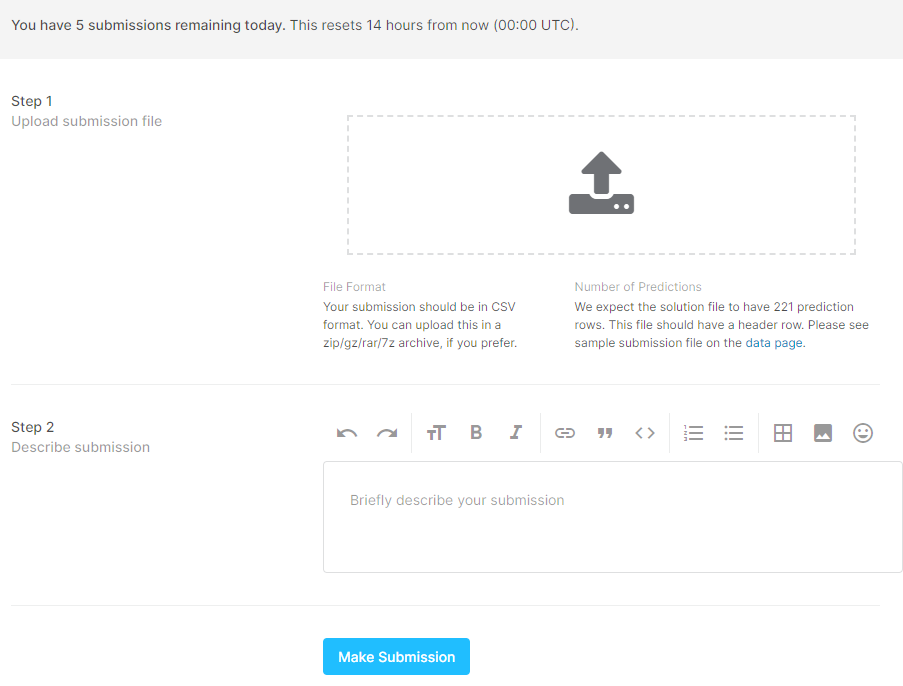 You have 5 submissions remaining today. This resets 14 hours from now (00:00 UTC).
Step 1
Upload submission file
File Format
Your submission should be in CSV
format. You can upload this in a
zip/gz/rar/7z archive, if you prefer.
Number of Predictions
We expect the solution file to have 221 prediction
rows. This file should have a header row. Please see
sample submission file on the data page.
Step 2
Describe submission
Briefly describe your submission
Make Submission